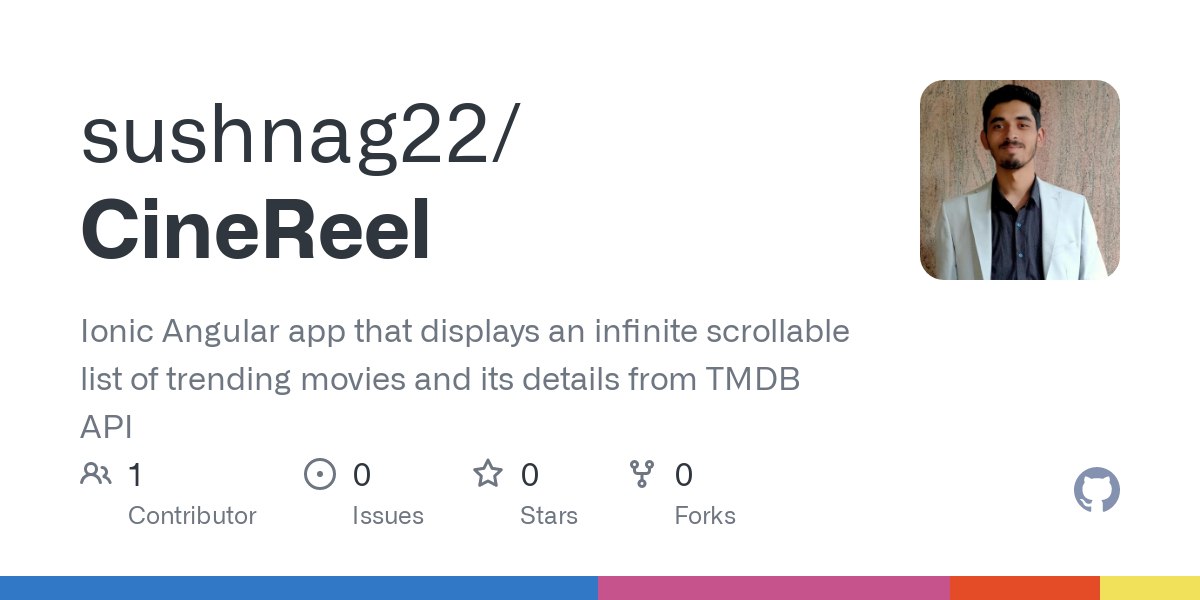 sushnag22/
CineReel
Ionic Angular app that displays an infinite scrollable
list of trending movies and its details from TMDB
API
1 0 0 0
Contributor Issues Stars Forks